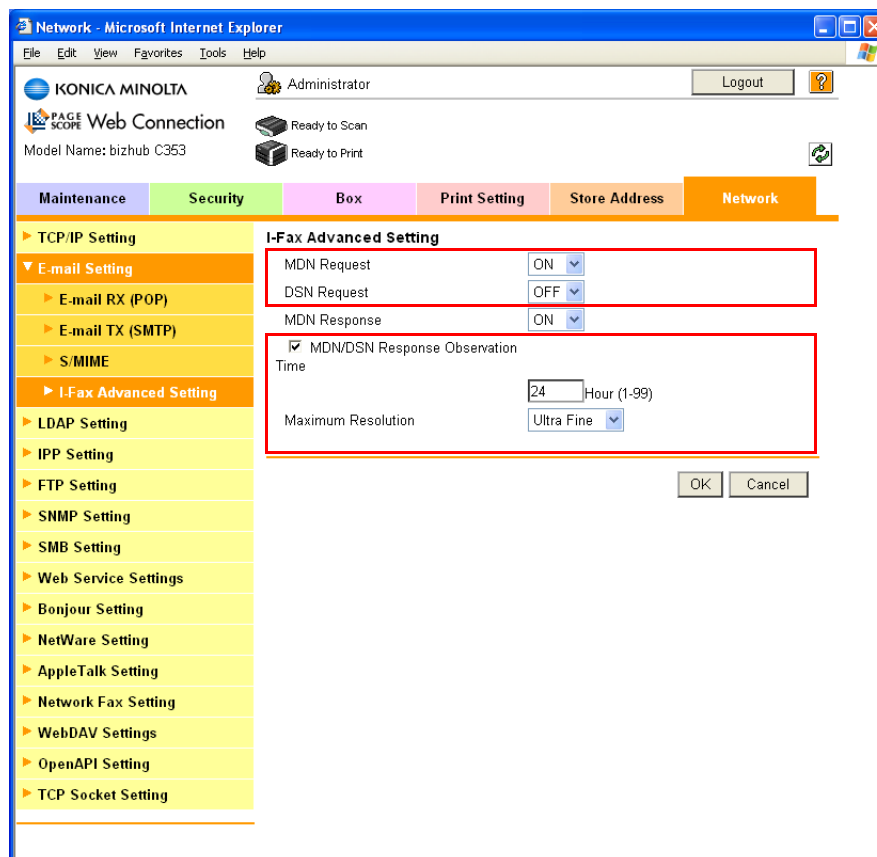 Network - Microsoft Internet Explorer
File Edit View Favorites Tools Help
KONICA MINOLTA
Administrator
Logout
?
PAGE SCOPE Web Connection
Ready to Scan
Model Name: bizhub C353
Ready to Print
Maintenance Security Box Print Setting Store Address Network
TCP/IP Setting
E-mail Setting
E-mail RX (POP)
E-mail TX (SMTP)
S/MIME
I-Fax Advanced Setting
LDAP Setting
IPP Setting
FTP Setting
SNMP Setting
SMB Setting
Web Service Settings
Bonjour Setting
NetWare Setting
AppleTalk Setting
Network Fax Setting
WebDAV Settings
OpenAPI Setting
TCP Socket Setting
I-Fax Advanced Setting
MDN Request ON
DSN Request OFF
MDN Response ON
MDN/DSN Response Observation
Time
24 Hour (1-99)
Maximum Resolution Ultra Fine
OK Cancel